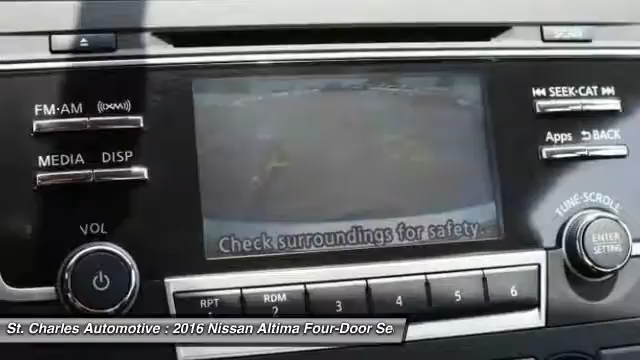 FM·AM (XM)
SEEK·CAT
MEDIA DISP
Apps BACK
VOL
TUNE·SCROLL
ENTER
SETTING
Check surroundings for safety.
RPT
1
RDM
2
3
4
5
6
St. Charles Automotive : 2016 Nissan Altima Four-Door Se